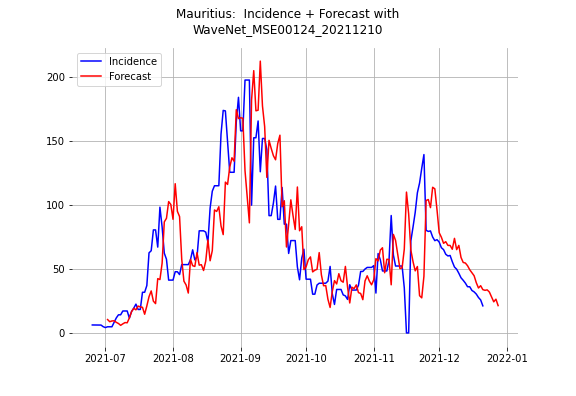 Mauritius:  Incidence + Forecast with
WaveNet_MSE00124_20211210
Incidence
Forecast
200
150
100
50
0
2021-07 2021-08 2021-09 2021-10 2021-11 2021-12 2022-01